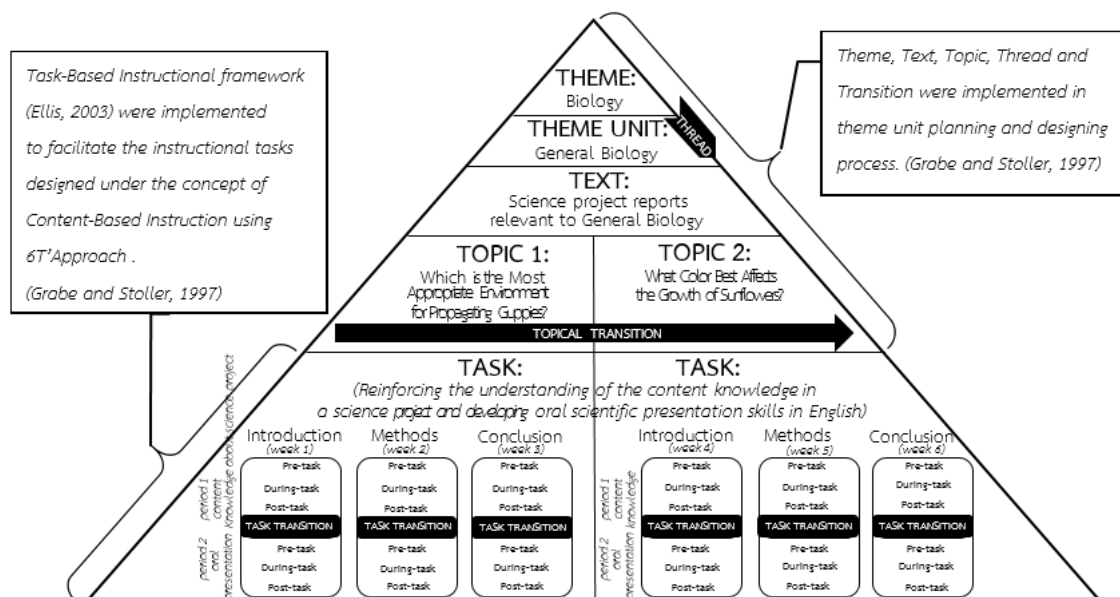 Task-Based Instructional framework
(Ellis, 2003) were implemented
to facilitate the instructional tasks
designed under the concept of
Content-Based Instruction using
6T'Approach .
(Grabe and Stoller, 1997)
Theme, Text, Topic, Thread and
Transition were implemented in
theme unit planning and designing
process. (Grabe and Stoller, 1997)
THEME:
Biology
THREAD
THEME UNIT:
General Biology
TEXT:
Science project reports
relevant to General Biology
TOPIC 1:
Which is the Most
Appropriate Environment
for Propagating Guppies?
TOPIC 2:
What Color Best Affects
the Growth of Sunflowers?
TOPICAL TRANSITION
TASK:
TASK:
(Reinforcing the understanding of the content knowledge in
a science project and developing oral scientific presentation skills in English)
period 1
content
knowledge about science project
period 2
oral
presentation
Introduction
(week 1)
Pre-task
During-task
Post-task
TASK TRANSITION
Pre-task
During-task
Post-task
Methods
(week 2)
Pre-task
During-task
Post-task
TASK TRANSITION
Pre-task
During-task
Post-task
Conclusion
(week 3)
Pre-task
During-task
Post-task
TASK TRANSITION
Pre-task
During-task
Post-task
period 1
content
knowledge
period 2
oral
presentation
Introduction
(week 4)
Pre-task
During-task
Post-task
TASK TRANSITION
Pre-task
During-task
Post-task
Methods
(week 5)
Pre-task
During-task
Post-task
TASK TRANSITION
Pre-task
During-task
Post-task
Conclusion
(week 6)
Pre-task
During-task
Post-task
TASK TRANSITION
Pre-task
During-task
Post-task